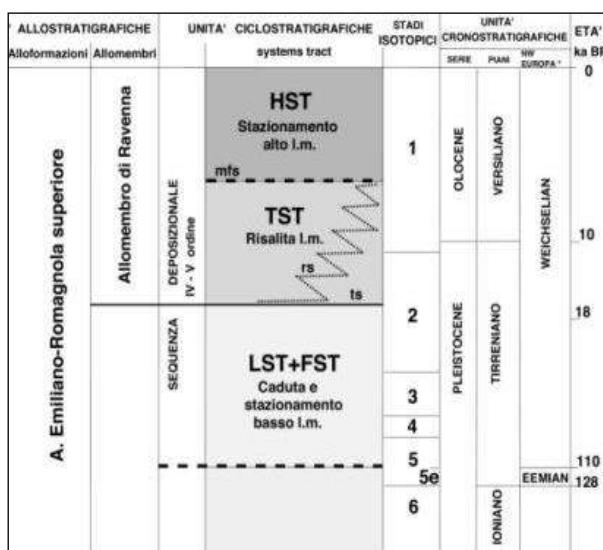 ' ALLOSTRATIGRAFICHE
Alloformazioni
Allomembri
UNITA' CICLOSTRATIGRAFICHE
systems tract
STADI
ISOTOPICI
UNITA'
CRONOSTRATIGRAFICHE
SERIE
PIANI
NW
EUROPA *
ETA'
ka BP
A. Emiliano-Romagnola superiore
Allomembro di Ravenna
SEQUENZA DEPOSIZIONALE
IV - V ordine
HST
Stazionamento
alto l.m.
mfs
TST
Risalita l.m.
rs
ts
LST+FST
Caduta e
stazionamento
basso l.m.
1
2
3
4
5
5e
6
OLOCENE
PLEISTOCENE
VERSILIANO
TIRRENIANO
IONIANO
WEICHSELIAN
EEMIAN
0
10
18
110
128